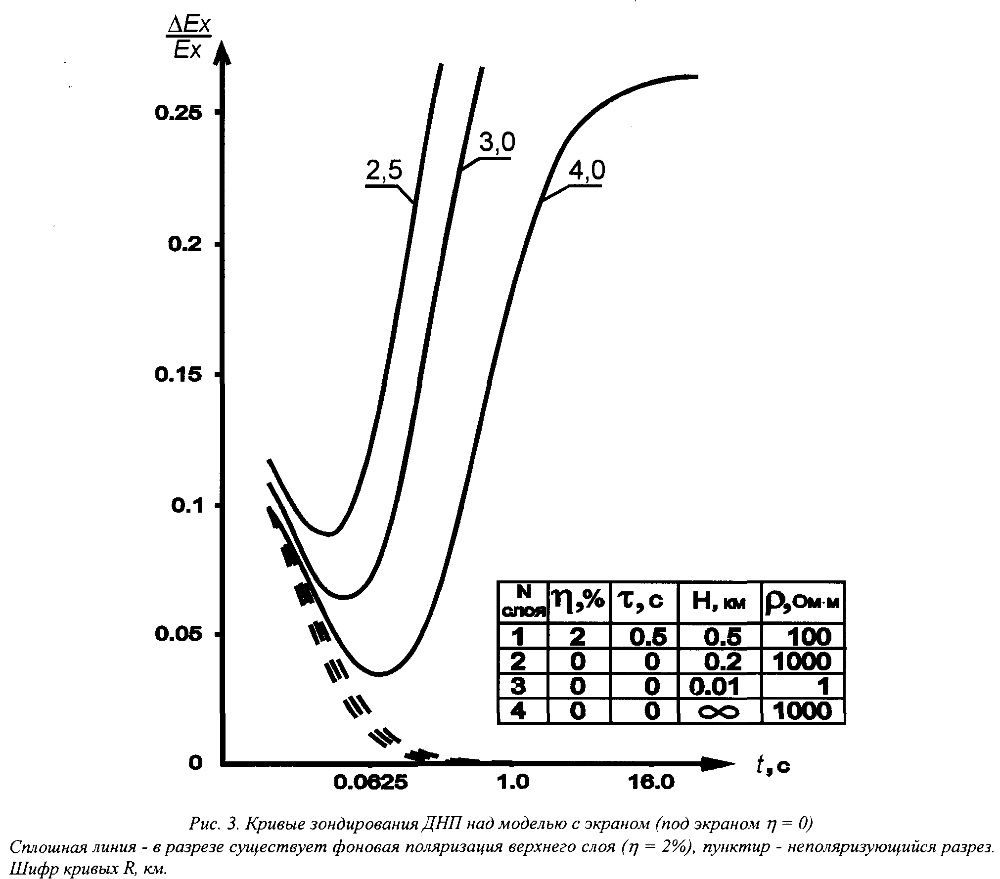 ΔEx
Ex
0.25
3,0
2,5
4,0
0.2
0.15
0.1
0.05
N слоя η,% τ,с H, км ρ,Ом·м
1 2 0.5 0.5 100
2 0 0 0.2 1000
3 0 0 0.01 1
4 0 0 ∞ 1000
0
t,с
0.0625 1.0 16.0
Рис. 3. Кривые зондирования ДНП над моделью с экраном (под экраном η = 0)
Сплошная линия - в разрезе существует фоновая поляризация верхнего слоя (η = 2%), пунктир - неполяризующийся разрез.
Шифр кривых R, км.